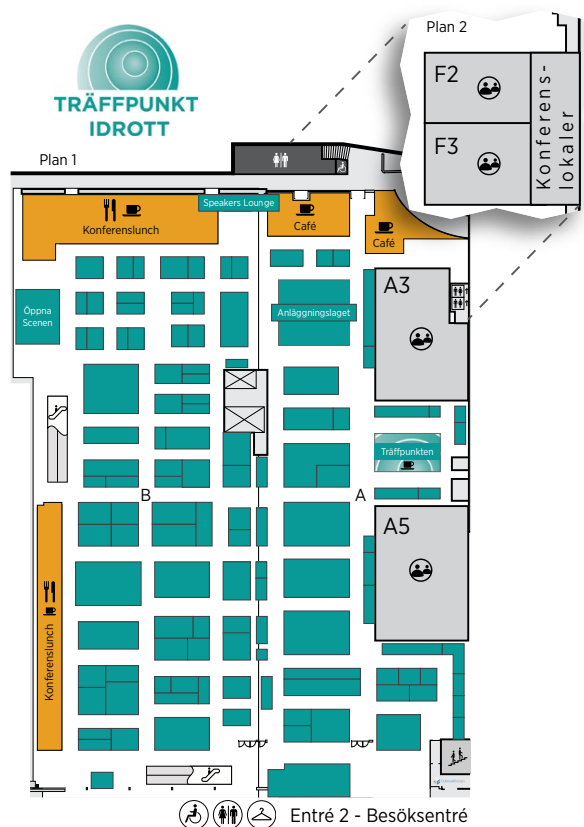 TRÄFFPUNKT
IDROTT
Plan 2
F2
F3
Konferens-
lokaler
Plan 1
Speakers Lounge
Konferenslunch
Café
Café
Öppna
Scenen
Anläggningslaget
A3
Träffpunkten
B
A
A5
Konferenslunch
Entré 2 - Besöksentré